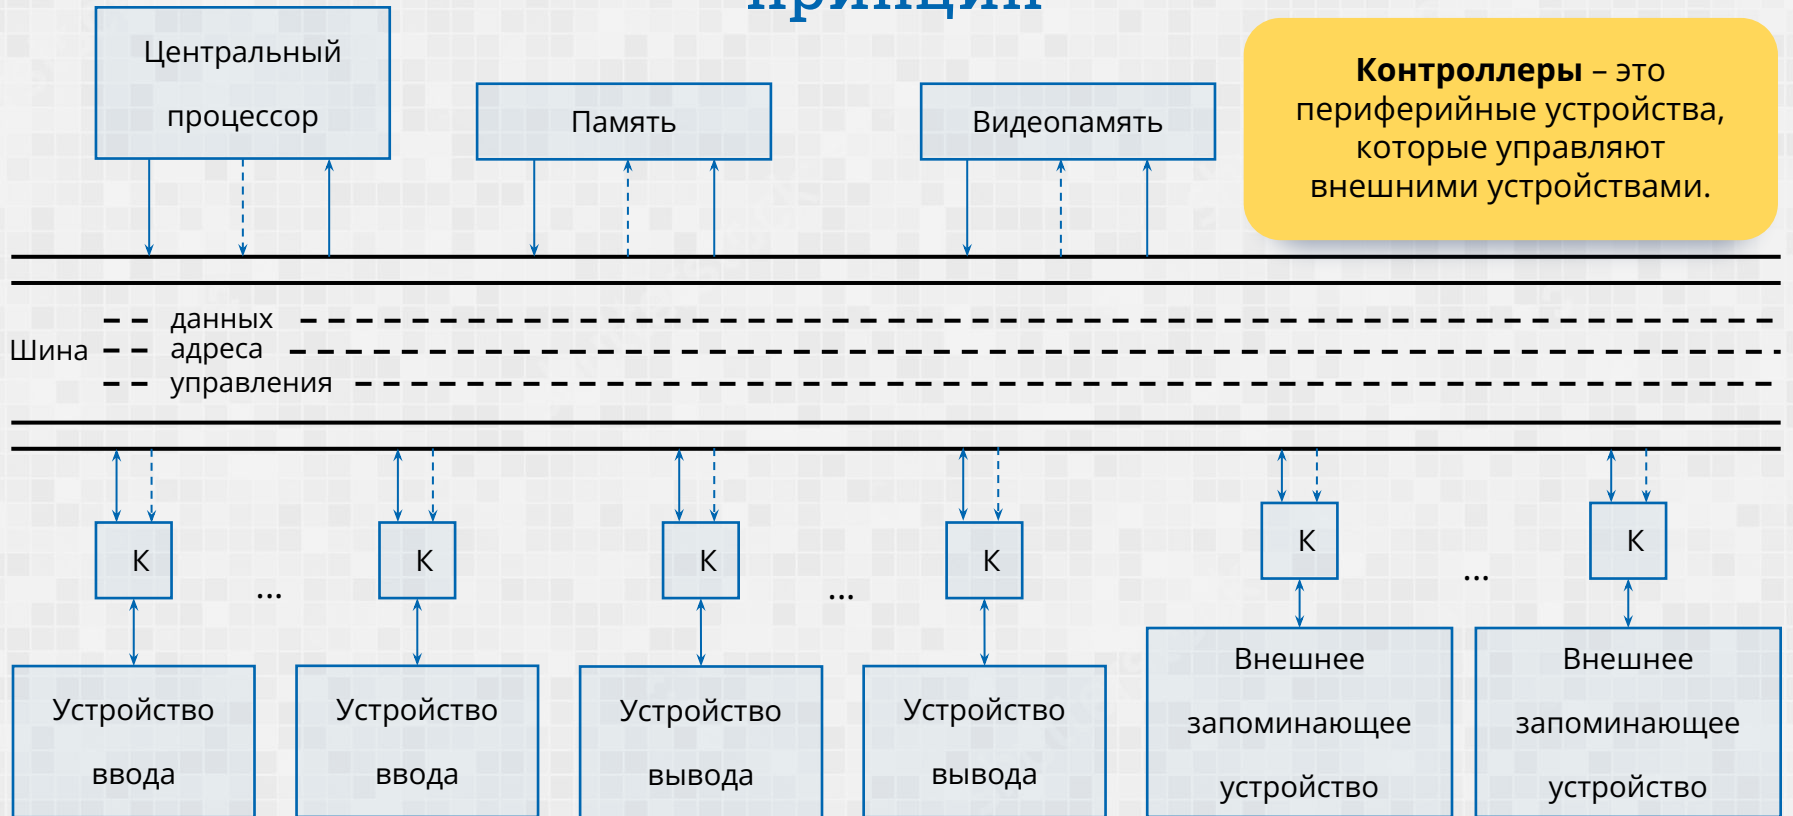 Центральный
процессор
Память
Видеопамять
Контроллеры – это
периферийные устройства,
которые управляют
внешними устройствами.
данных
Шина адреса
управления
К
К
К
К
К
К
...
...
...
Устройство
ввода
Устройство
ввода
Устройство
вывода
Устройство
вывода
Внешнее
запоминающее
устройство
Внешнее
запоминающее
устройство